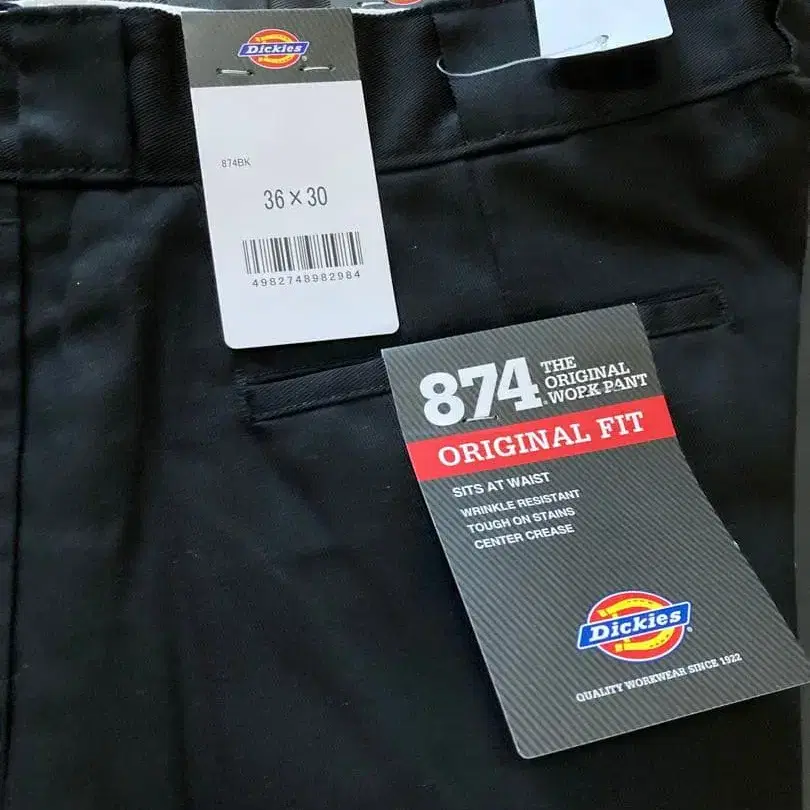 Dickies
874BK
36×30
4982748982984
874 THE ORIGINAL WORK PANT
ORIGINAL FIT
SITS AT WAIST
WRINKLE RESISTANT
TOUGH ON STAINS
CENTER CREASE
Dickies
QUALITY WORKWEAR SINCE 1922